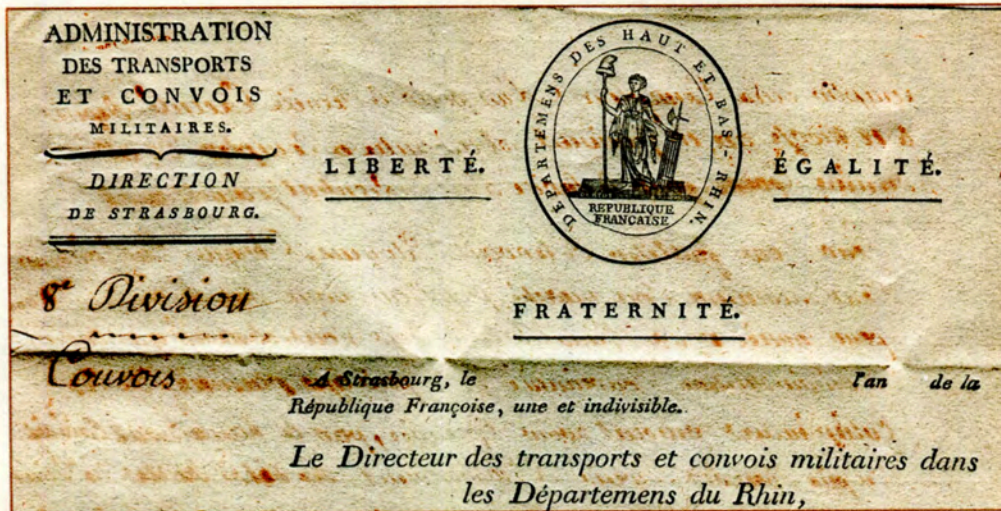 ADMINISTRATION
DES TRANSPORTS
ET CONVOIS
MILITAIRES.
DIRECTION
DE STRASBOURG.
8e Division
Convois
LIBERTÉ.
DÉPARTEMENS DES HAUT ET BAS-RHIN.
REPUBLIQUE
FRANÇAISE
ÉGALITÉ.
FRATERNITÉ.
A Strasbourg, le l'an de la
République Françoise, une et indivisible.
Le Directeur des transports et convois militaires dans
les Départemens du Rhin,